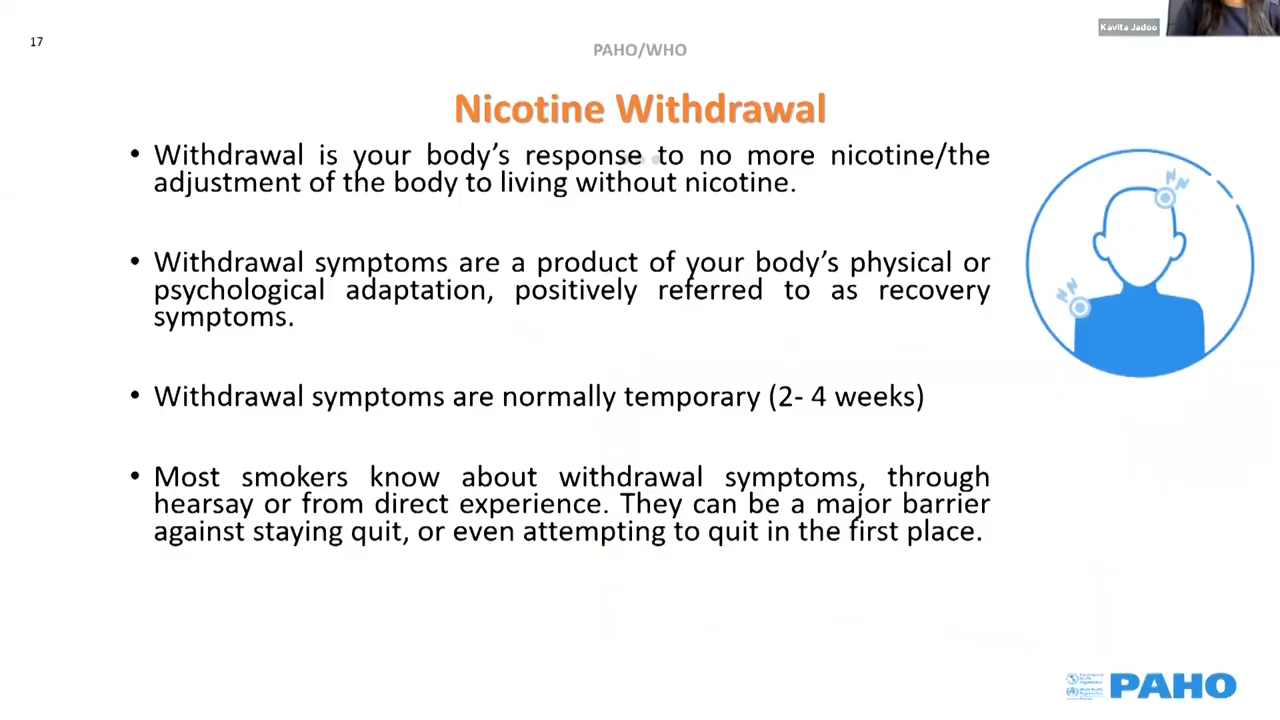 Kavita Jadoo
17
PAHO/WHO
Nicotine Withdrawal
• Withdrawal is your body’s response to no more nicotine/the
adjustment of the body to living without nicotine.
• Withdrawal symptoms are a product of your body’s physical or
psychological adaptation, positively referred to as recovery
symptoms.
• Withdrawal symptoms are normally temporary (2- 4 weeks)
• Most smokers know about withdrawal symptoms, through
hearsay or from direct experience. They can be a major barrier
against staying quit, or even attempting to quit in the first place.
PAHO